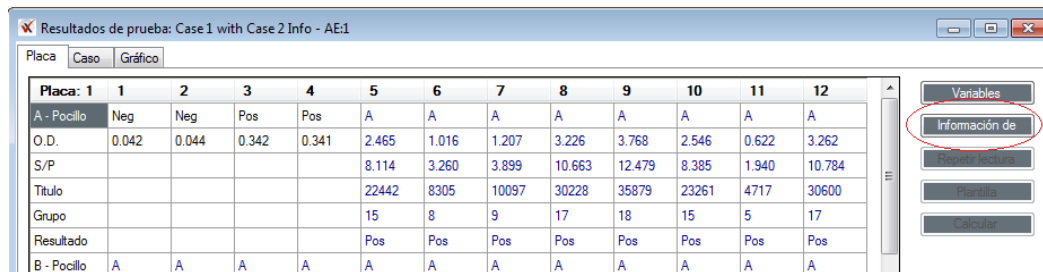 Resultados de prueba: Case 1 with Case 2 Info - AE:1
Placa Caso Gráfico
Placa: 1 1 2 3 4 5 6 7 8 9 10 11 12
A - Pocillo Neg Neg Pos Pos A A A A A A A A
O.D. 0.042 0.044 0.342 0.341 2.465 1.016 1.207 3.226 3.768 2.546 0.622 3.262
S/P 8.114 3.260 3.899 10.663 12.479 8.385 1.940 10.784
Título 22442 8305 10097 30228 35879 23261 4717 30600
Grupo 15 8 9 17 18 15 5 17
Resultado Pos Pos Pos Pos Pos Pos Pos Pos
B - Pocillo A A A A A A A A A A A A
Variables
Información de
Repetir lectura
Plantilla
Calcular